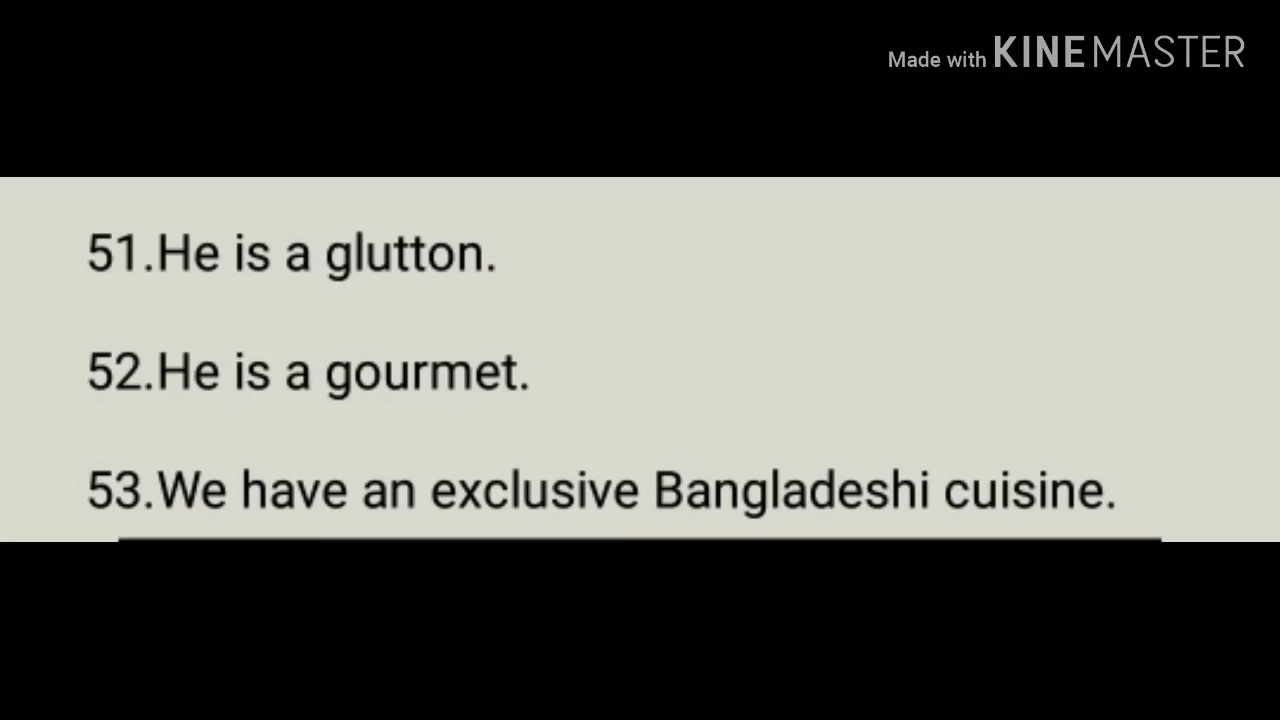 Made with KINEMASTER
51.He is a glutton.
52.He is a gourmet.
53.We have an exclusive Bangladeshi cuisine.